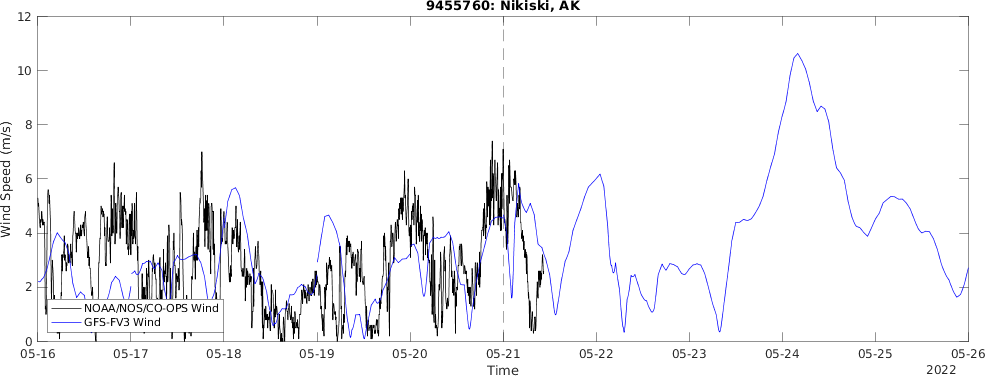 9455760: Nikiski, AK
Wind Speed (m/s)
12
10
8
6
4
2
0
NOAA/NOS/CO-OPS Wind
GFS-FV3 Wind
05-16 05-17 05-18 05-19 05-20 05-21 05-22 05-23 05-24 05-25 05-26
Time
2022